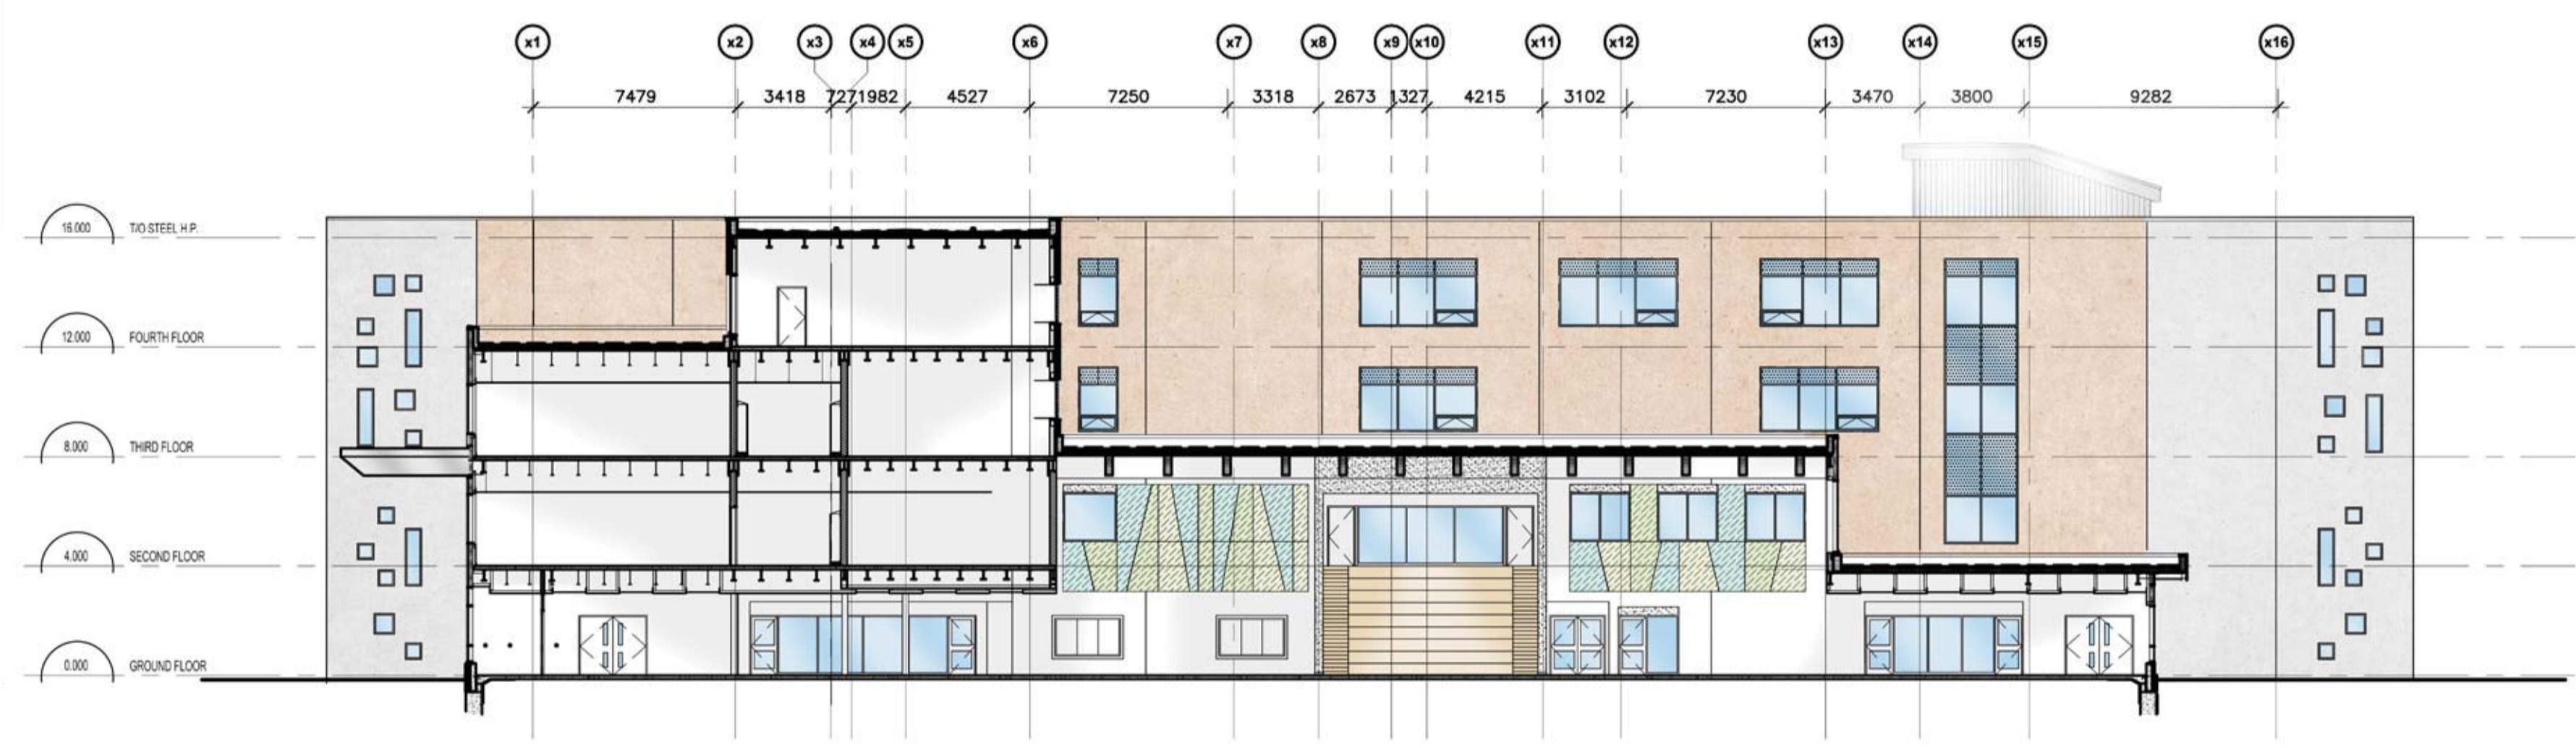 x1 x2 x3 x4 x5 x6 x7 x8 x9 x10 x11 x12 x13 x14 x15 x16
7479 3418 727 1982 4527 7250 3318 2673 1327 4215 3102 7230 3470 3800 9282
16.000 T/O STEEL H.P.
12.000 FOURTH FLOOR
8.000 THIRD FLOOR
4.000 SECOND FLOOR
0.000 GROUND FLOOR